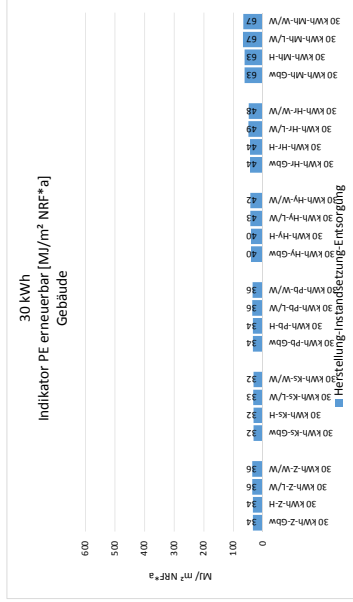 30 kWh
Indikator PE erneuerbar [MJ/m² NRF*a]
Gebäude
MJ/ m² NRF*a
600
500
400
300
200
100
0
34
34
36
36
32
32
33
32
34
34
36
36
40
40
43
42
44
44
49
48
63
63
67
67
30 kWh-Z-Gbw
30 kWh-Z-H
30 kWh-Z-L/W
30 kWh-Z-W/W
30 kWh-Ks-Gbw
30 kWh-Ks-H
30 kWh-Ks-L/W
30 kWh-Ks-W/W
30 kWh-Pb-Gbw
30 kWh-Pb-H
30 kWh-Pb-L/W
30 kWh-Pb-W/W
30 kWh-Hy-Gbw
30 kWh-Hy-H
30 kWh-Hy-L/W
30 kWh-Hy-W/W
30 kWh-Hr-Gbw
30 kWh-Hr-H
30 kWh-Hr-L/W
30 kWh-Hr-W/W
30 kWh-Mh-Gbw
30 kWh-Mh-H
30 kWh-Mh-L/W
30 kWh-Mh-W/W
Herstellung-Instandsetzung-Entsorgung